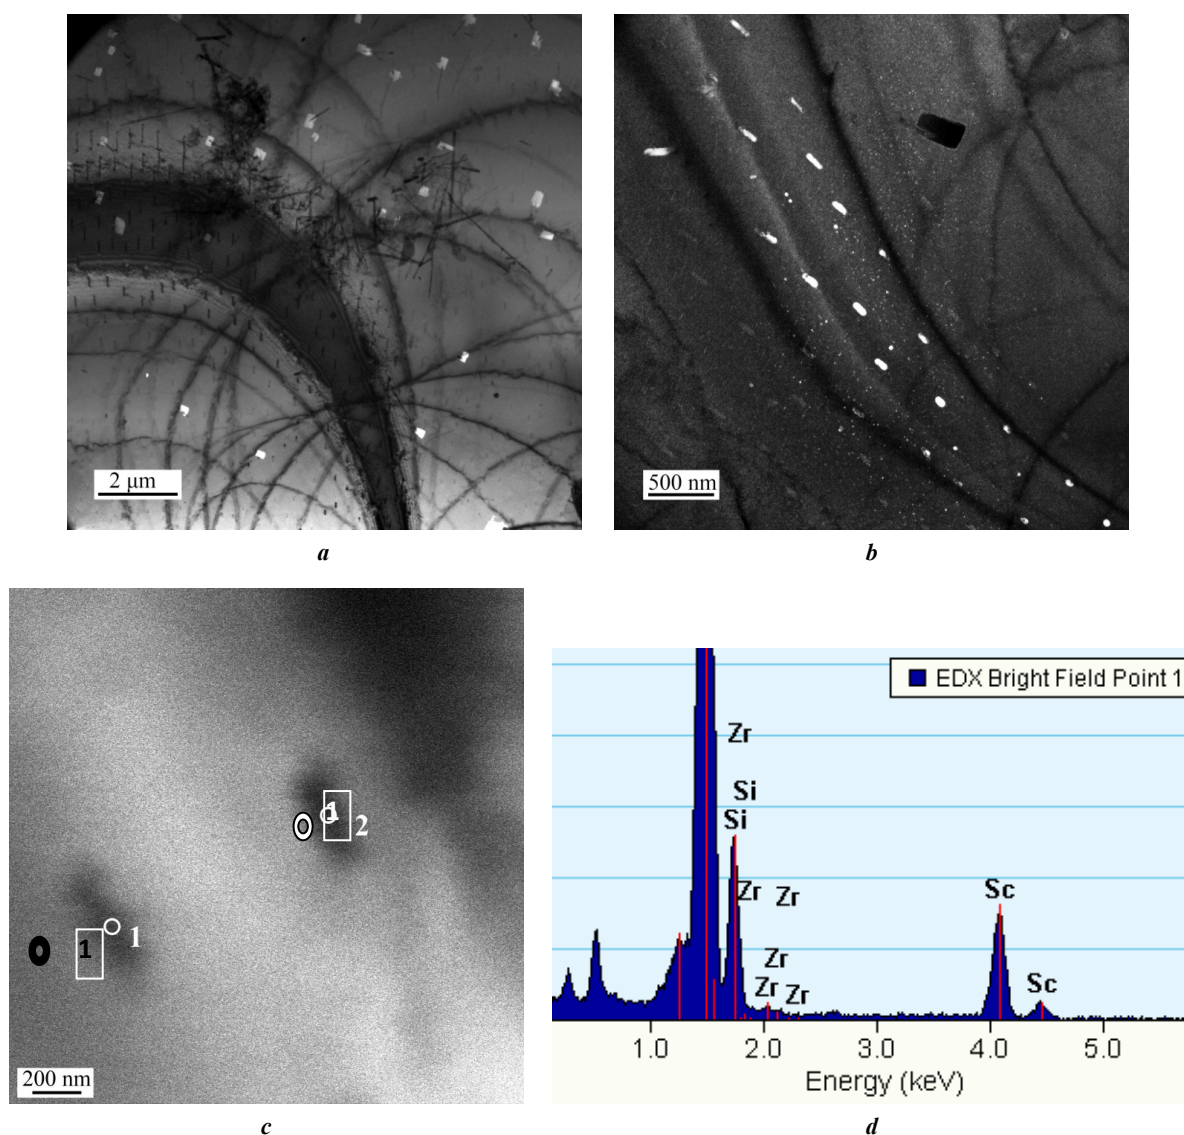 2 μm
500 nm
a
b
1
2
1
1
200 nm
EDX Bright Field Point 1
Zr
Si
Si
Zr Zr
Zr
Zr Zr
Sc
Sc
1.0 2.0 3.0 4.0 5.0
Energy (keV)
c
d